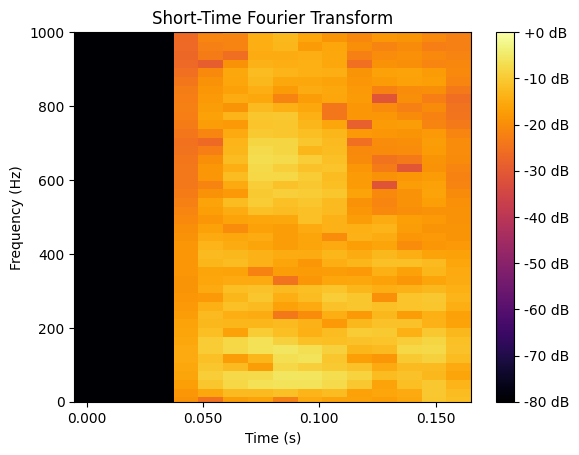 Short-Time Fourier Transform
Frequency (Hz)
1000
800
600
400
200
0
0.000
0.050
0.100
0.150
Time (s)
+0 dB
-10 dB
-20 dB
-30 dB
-40 dB
-50 dB
-60 dB
-70 dB
-80 dB